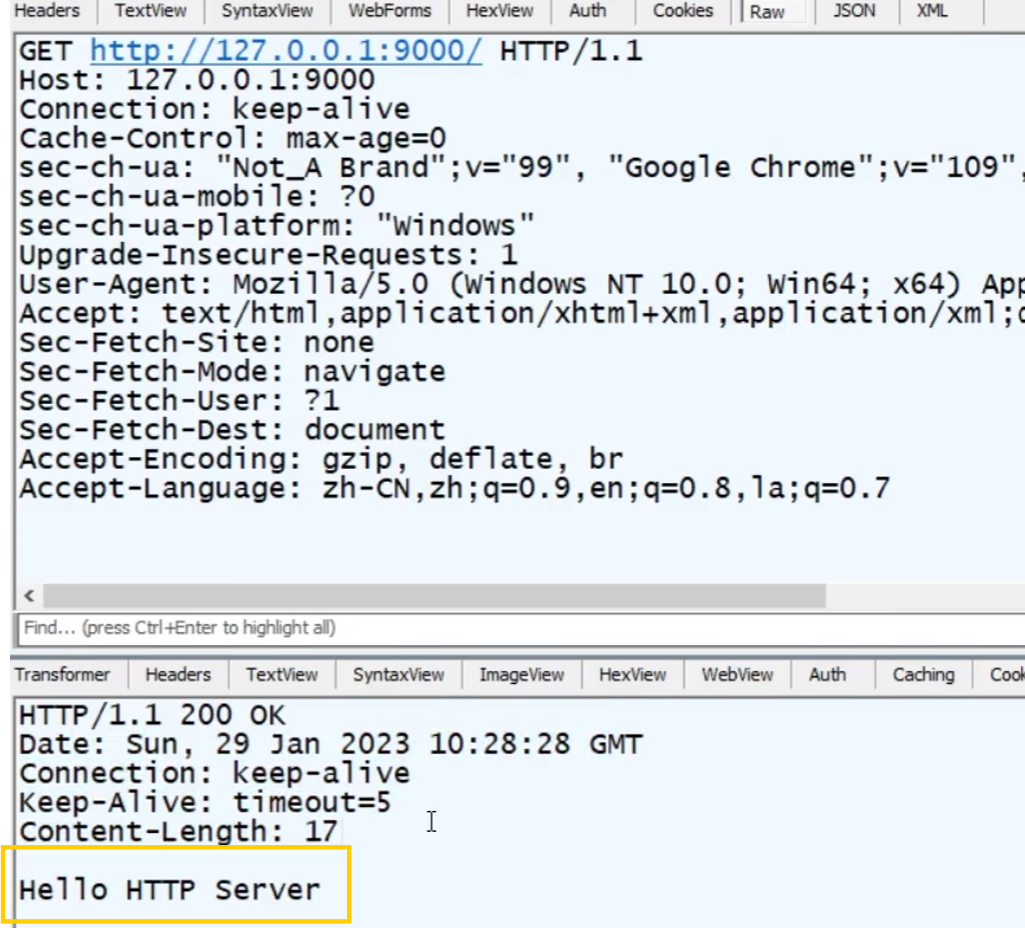 Headers TextView SyntaxView WebForms HexView Auth Cookies Raw JSON XML
GET http://127.0.0.1:9000/ HTTP/1.1
Host: 127.0.0.1:9000
Connection: keep-alive
Cache-Control: max-age=0
sec-ch-ua: "Not_A Brand";v="99", "Google Chrome";v="109",
sec-ch-ua-mobile: ?0
sec-ch-ua-platform: "Windows"
Upgrade-Insecure-Requests: 1
User-Agent: Mozilla/5.0 (Windows NT 10.0; Win64; x64) App
Accept: text/html,application/xhtml+xml,application/xml;q
Sec-Fetch-Site: none
Sec-Fetch-Mode: navigate
Sec-Fetch-User: ?1
Sec-Fetch-Dest: document
Accept-Encoding: gzip, deflate, br
Accept-Language: zh-CN,zh;q=0.9,en;q=0.8,la;q=0.7
Find... (press Ctrl+Enter to highlight all)
Transformer Headers TextView SyntaxView ImageView HexView WebView Auth Caching Cook
HTTP/1.1 200 OK
Date: Sun, 29 Jan 2023 10:28:28 GMT
Connection: keep-alive
Keep-Alive: timeout=5
Content-Length: 17
Hello HTTP Server